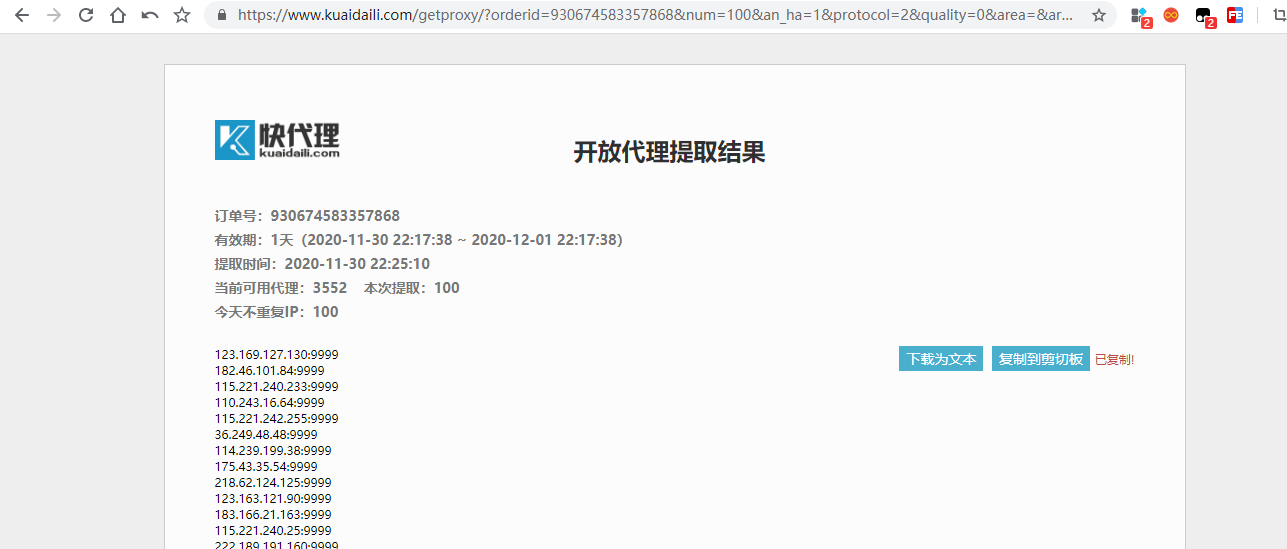 https://www.kuaidaili.com/getproxy/?orderid=930674583357868&num=100&an_ha=1&protocol=2&quality=0&area=&ar...
2
2
快代理
kuaidaili.com
开放代理提取结果
订单号：930674583357868
有效期：1天（2020-11-30 22:17:38 ~ 2020-12-01 22:17:38）
提取时间：2020-11-30 22:25:10
当前可用代理：3552 本次提取：100
今天不重复IP：100
下载为文本 复制到剪切板 已复制!
123.169.127.130:9999
182.46.101.84:9999
115.221.240.233:9999
110.243.16.64:9999
115.221.242.255:9999
36.249.48.48:9999
114.239.199.38:9999
175.43.35.54:9999
218.62.124.125:9999
123.163.121.90:9999
183.166.21.163:9999
115.221.240.25:9999
222.189.191.160:9999